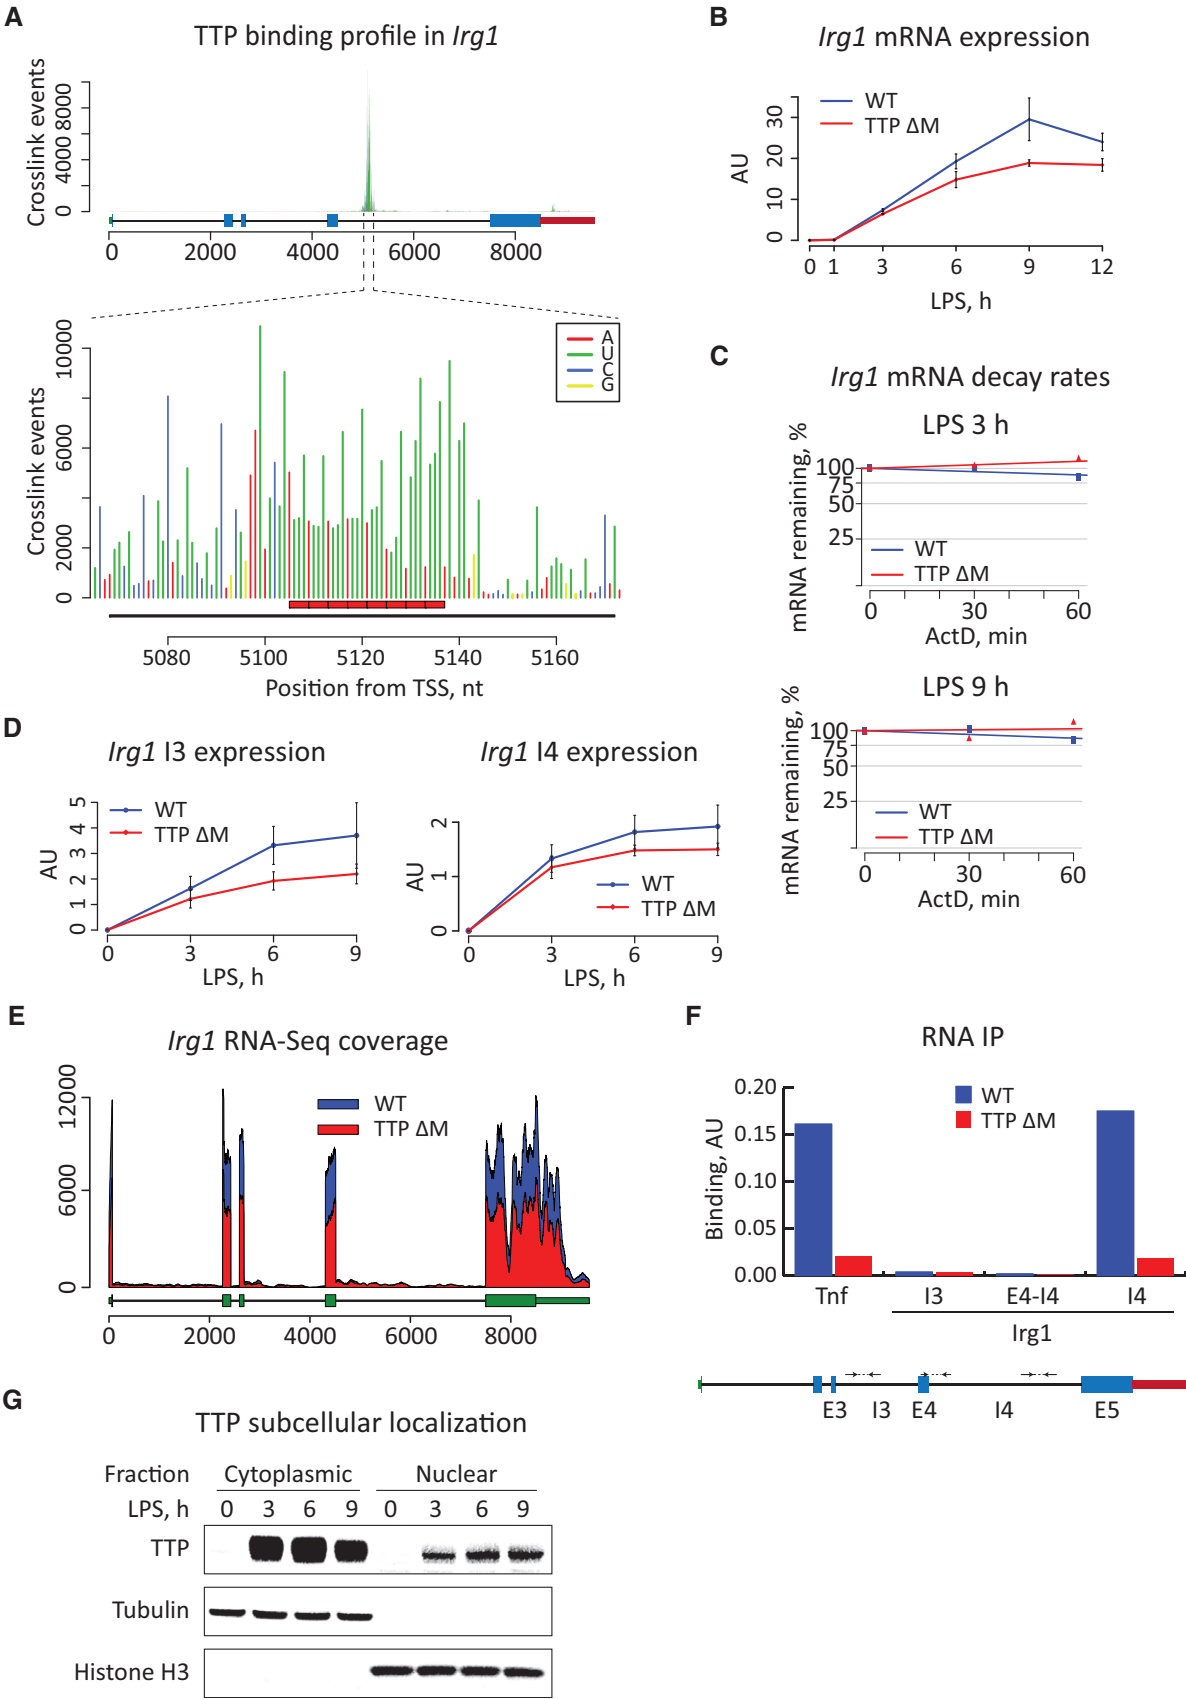 A
TTP binding profile in Irg1
Crosslink events
0 4000 8000
0 2000 4000 6000 8000
Crosslink events
0 2000 6000 10000
A
U
C
G
5080 5100 5120 5140 5160
Position from TSS, nt
B
Irg1 mRNA expression
WT
TTP ΔM
AU
0 10 20 30
0 1 3 6 9 12
LPS, h
C
Irg1 mRNA decay rates
LPS 3 h
mRNA remaining, %
100
75
50
25
WT
TTP ΔM
0 30 60
ActD, min
LPS 9 h
mRNA remaining, %
100
75
50
25
WT
TTP ΔM
0 30 60
ActD, min
D
Irg1 I3 expression
WT
TTP ΔM
AU
0 1 2 3 4 5
0 3 6 9
LPS, h
Irg1 I4 expression
WT
TTP ΔM
AU
0 1 2
0 3 6 9
LPS, h
E
Irg1 RNA-Seq coverage
WT
TTP ΔM
0 6000 12000
0 2000 4000 6000 8000
F
RNA IP
WT
TTP ΔM
Binding, AU
0.20
0.15
0.10
0.05
0.00
Tnf I3 E4-I4 I4
Irg1
E3 I3 E4 I4 E5
G
TTP subcellular localization
Fraction Cytoplasmic Nuclear
LPS, h 0 3 6 9 0 3 6 9
TTP
Tubulin
Histone H3